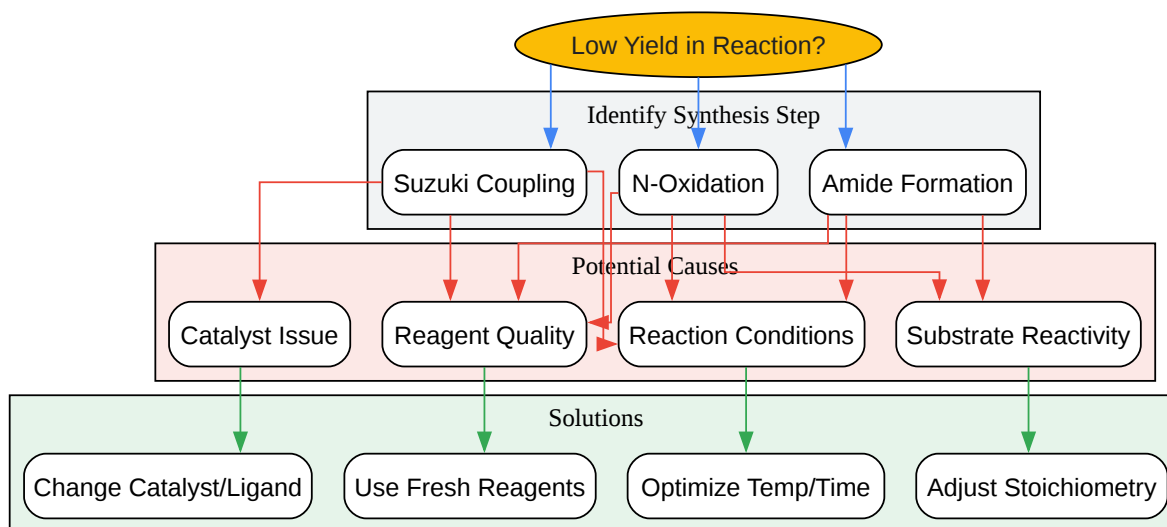 Low Yield in Reaction?
Identify Synthesis Step
Suzuki Coupling
N-Oxidation
Amide Formation
Potential Causes
Catalyst Issue
Reagent Quality
Reaction Conditions
Substrate Reactivity
Solutions
Change Catalyst/Ligand
Use Fresh Reagents
Optimize Temp/Time
Adjust Stoichiometry